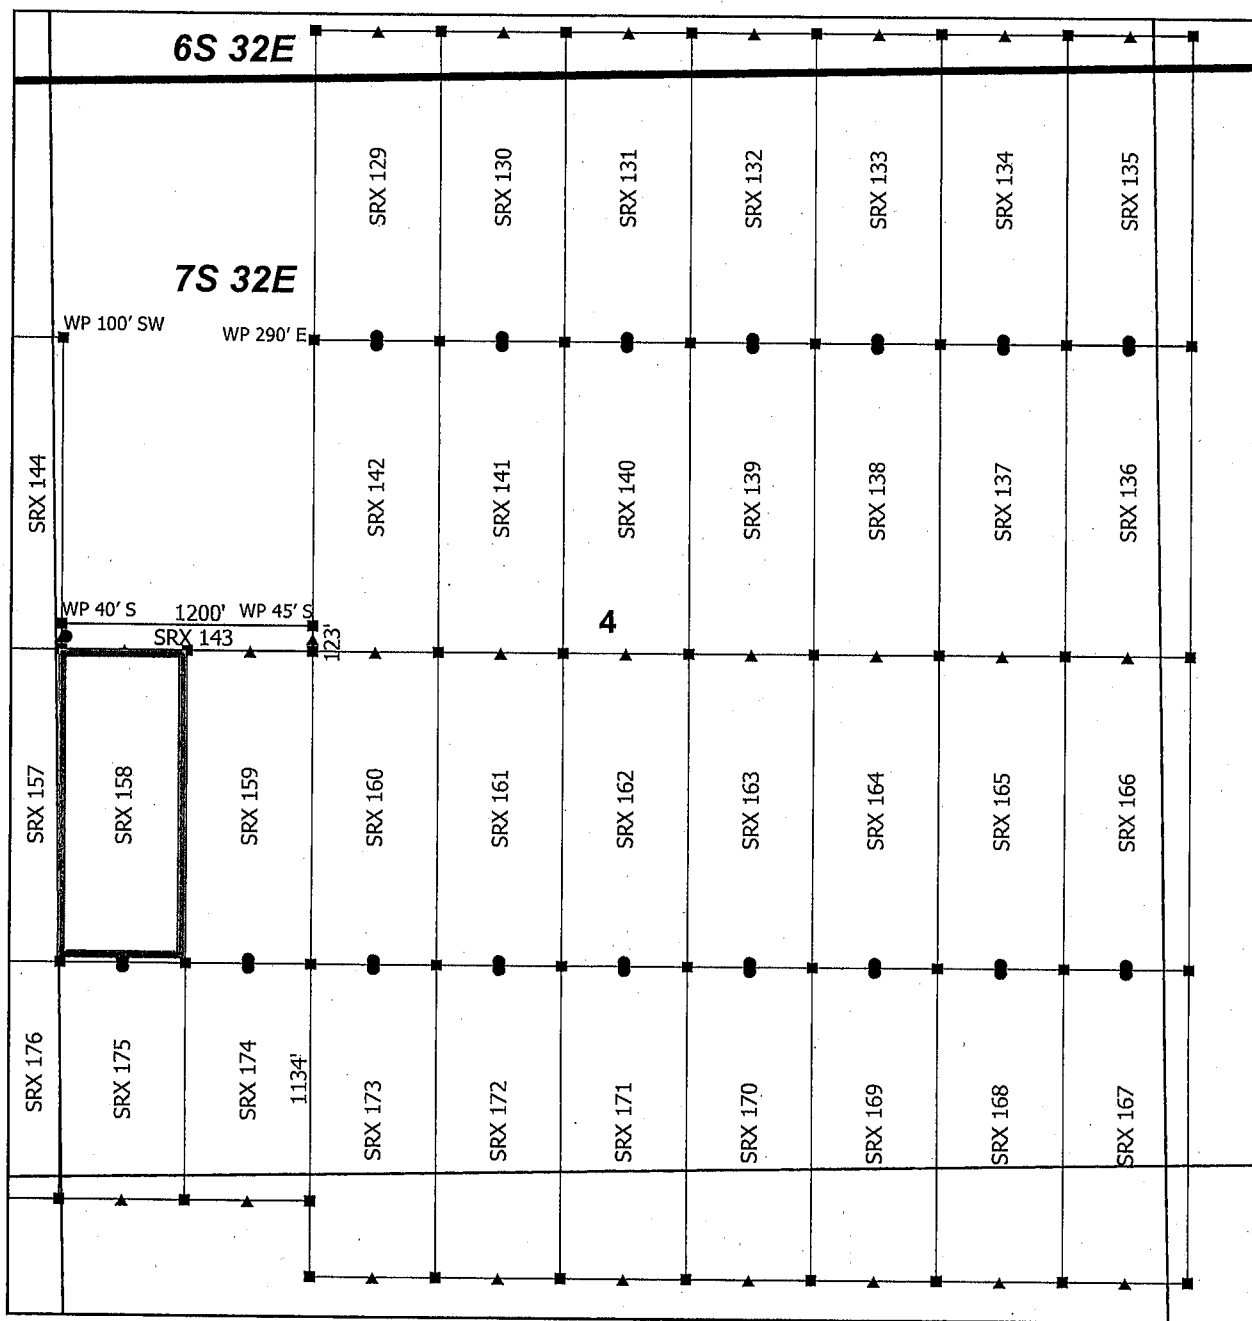 6S 32E
SRX 129
SRX 130
SRX 131
SRX 132
SRX 133
SRX 134
SRX 135
7S 32E
WP 100' SW
WP 290' E
SRX 144
SRX 142
SRX 141
SRX 140
SRX 139
SRX 138
SRX 137
SRX 136
WP 40' S
1200'
WP 45' S
4
SRX 143
123'
SRX 157
SRX 158
SRX 159
SRX 160
SRX 161
SRX 162
SRX 163
SRX 164
SRX 165
SRX 166
SRX 176
SRX 175
SRX 174
1134'
SRX 173
SRX 172
SRX 171
SRX 170
SRX 169
SRX 168
SRX 167